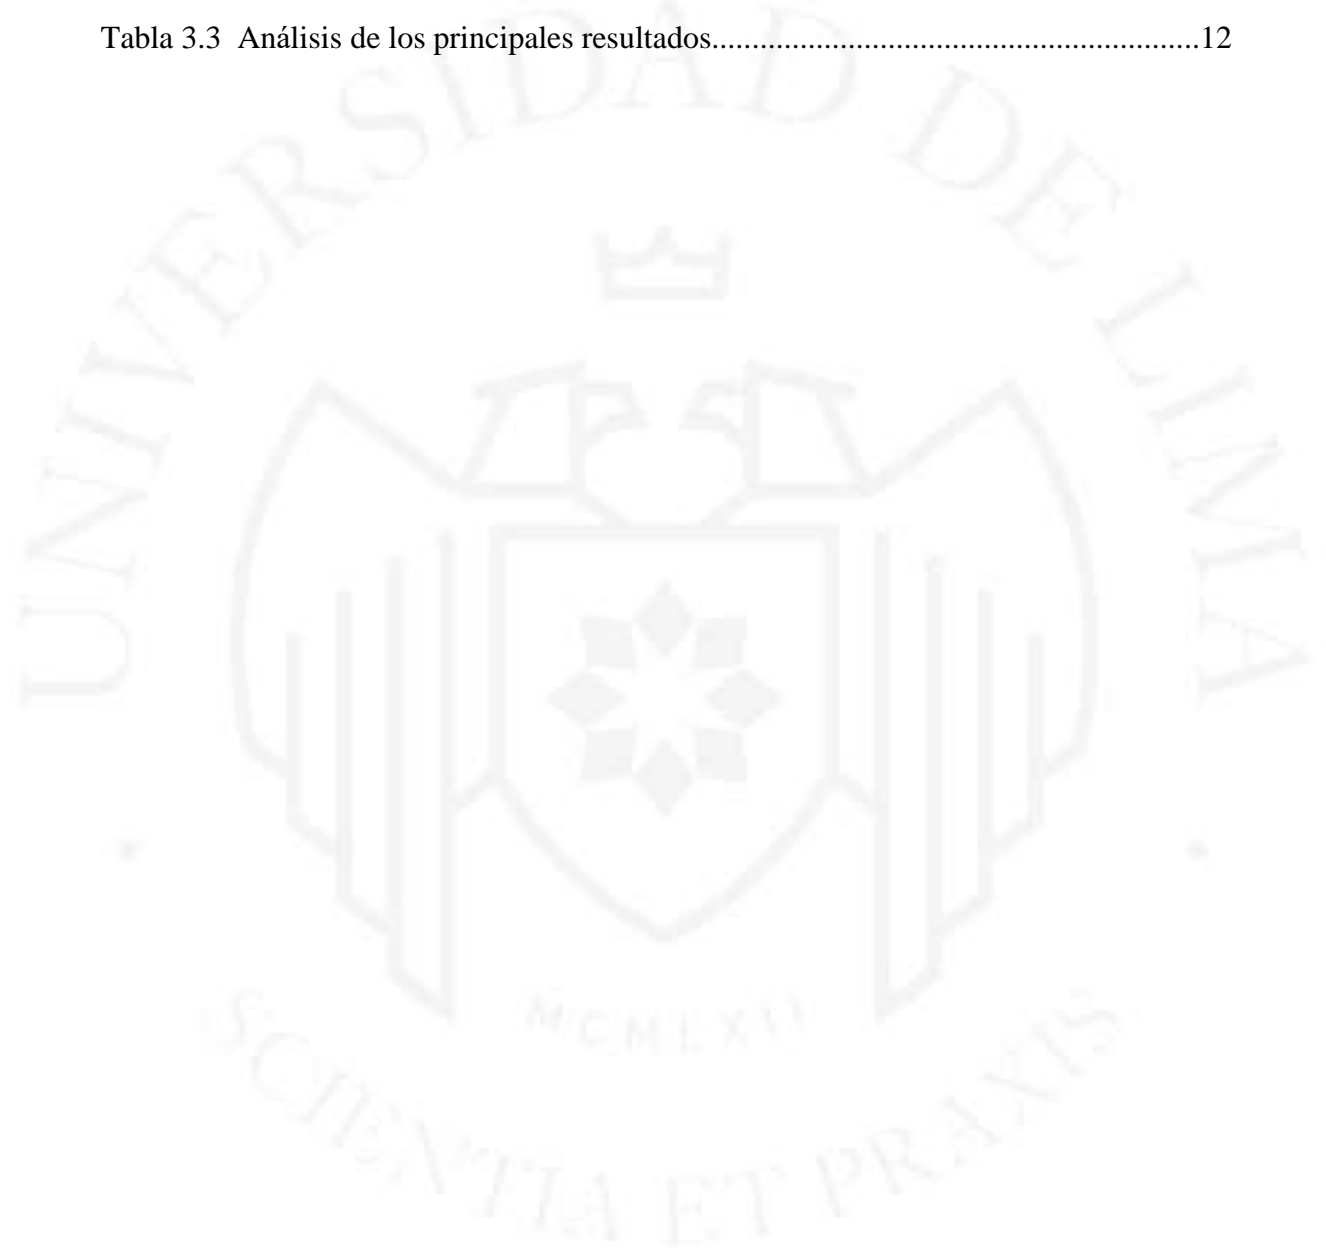 Tabla 3.3  Análisis de los principales resultados.............................................................12
UNIVERSIDAD DE LIMA
MCMLXII
SCIENTIA ET PRAXIS